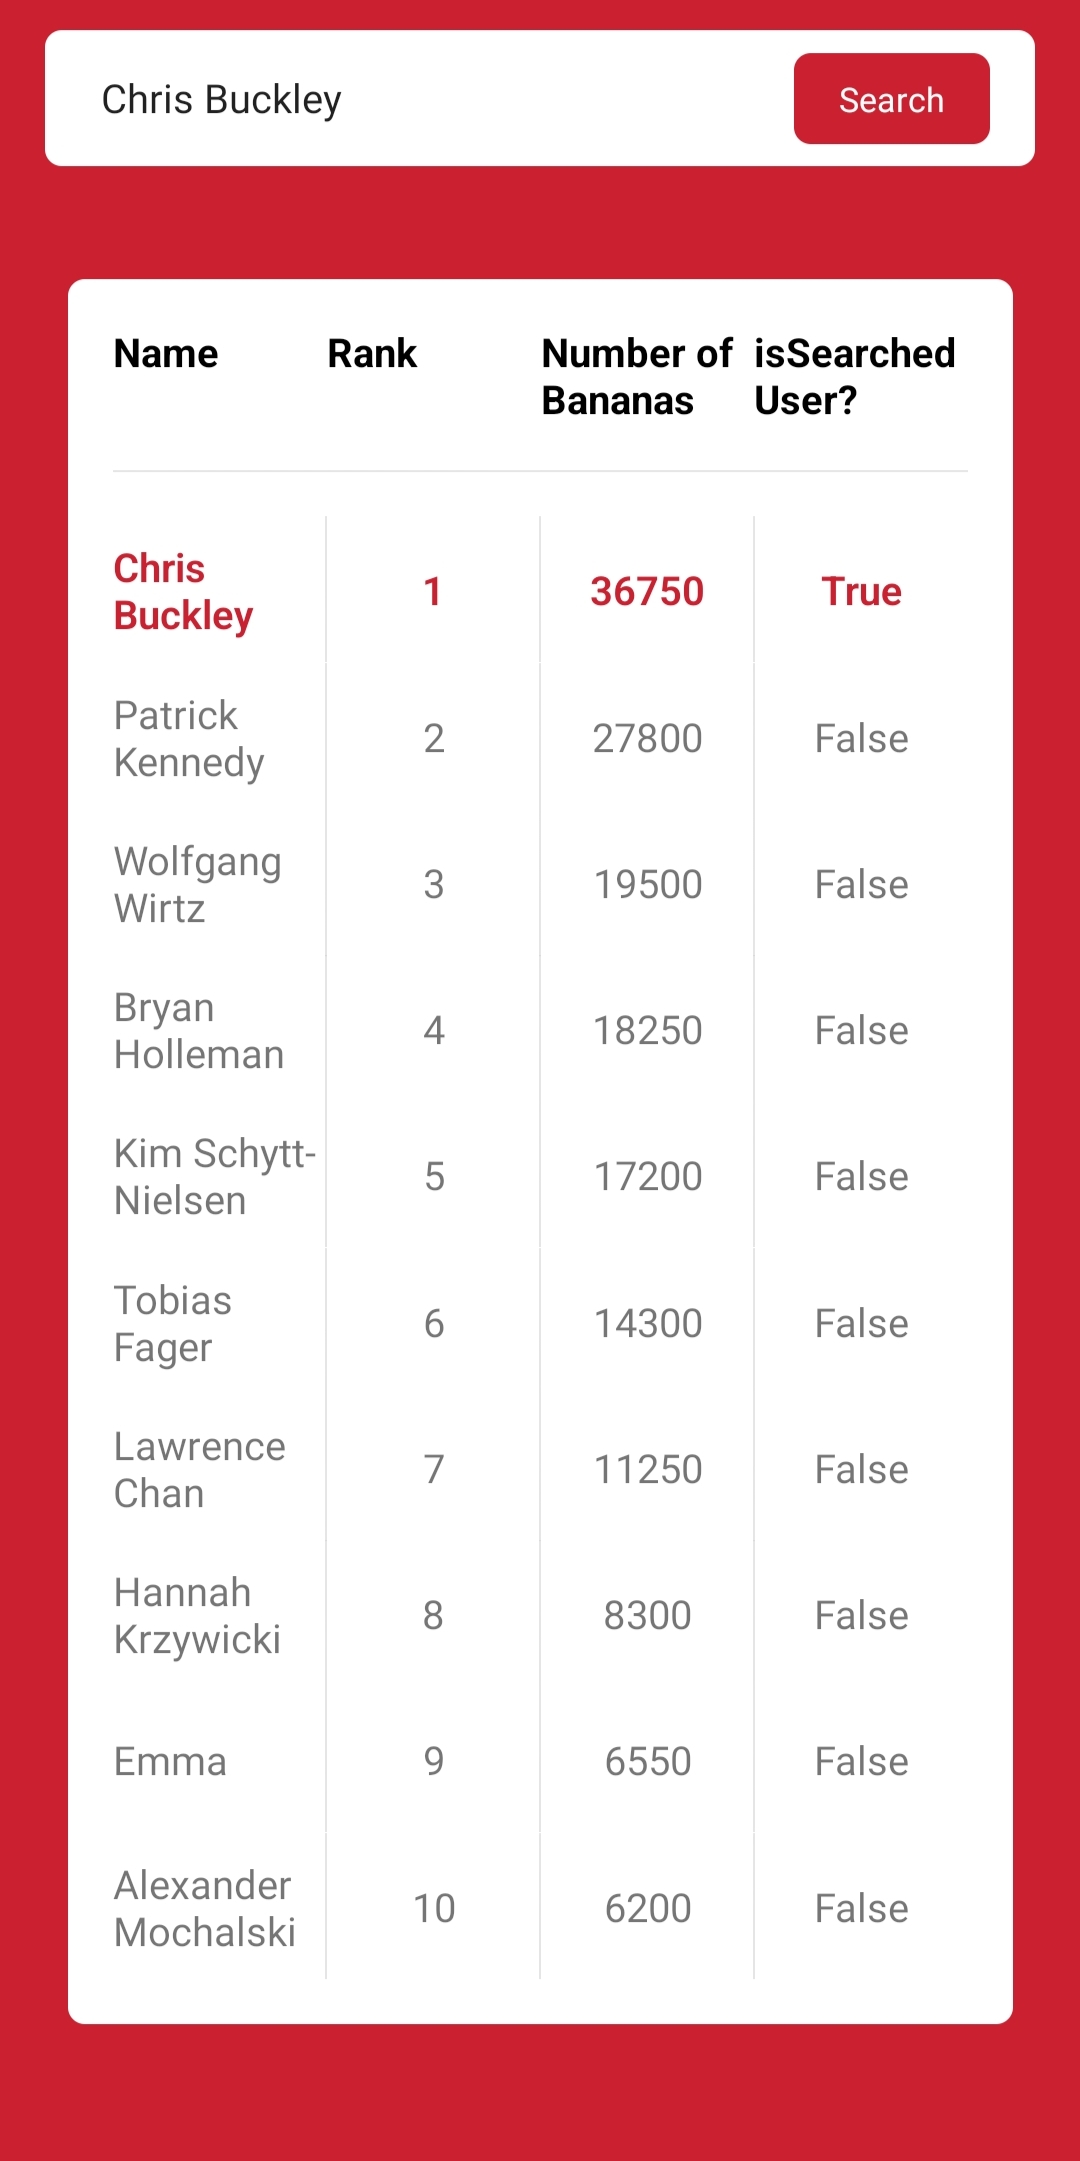 Chris Buckley
Search
Name Rank Number of isSearched
Bananas User?
Chris
Buckley 1 36750 True
Patrick
Kennedy 2 27800 False
Wolfgang
Wirtz 3 19500 False
Bryan
Holleman 4 18250 False
Kim Schytt-
Nielsen 5 17200 False
Tobias
Fager 6 14300 False
Lawrence
Chan 7 11250 False
Hannah
Krzywicki 8 8300 False
Emma 9 6550 False
Alexander
Mochalski 10 6200 False